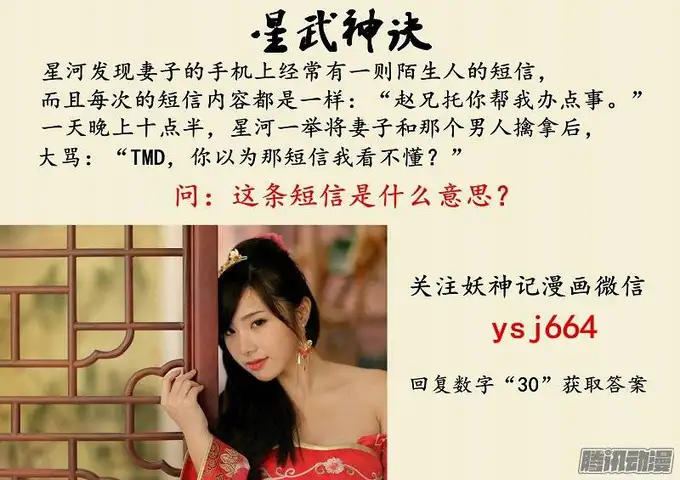 星武神诀
星河发现妻子的手机上经常有一则陌生人的短信，
而且每次的短信内容都是一样：“赵兄托你帮我办点事。”
一天晚上十点半，星河一举将妻子和那个男人擒拿后，
大骂：“TMD，你以为那短信我看不懂？”
问：这条短信是什么意思？
关注妖神记漫画微信
ysj664
回复数字“30”获取答案
腾讯动漫